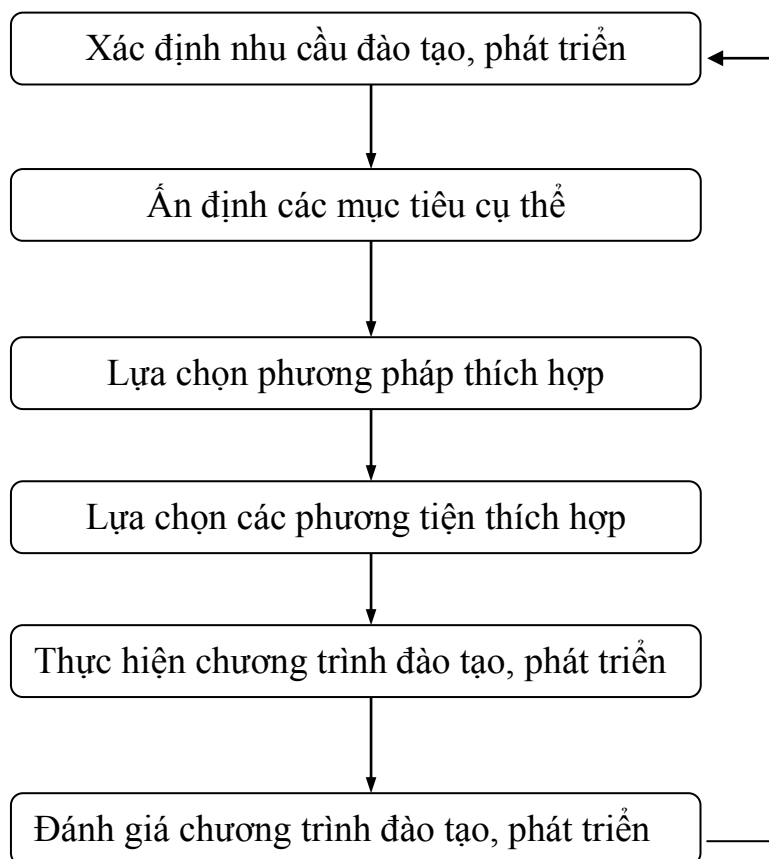 Xác định nhu cầu đào tạo, phát triển
Ấn định các mục tiêu cụ thể
Lựa chọn phương pháp thích hợp
Lựa chọn các phương tiện thích hợp
Thực hiện chương trình đào tạo, phát triển
Đánh giá chương trình đào tạo, phát triển